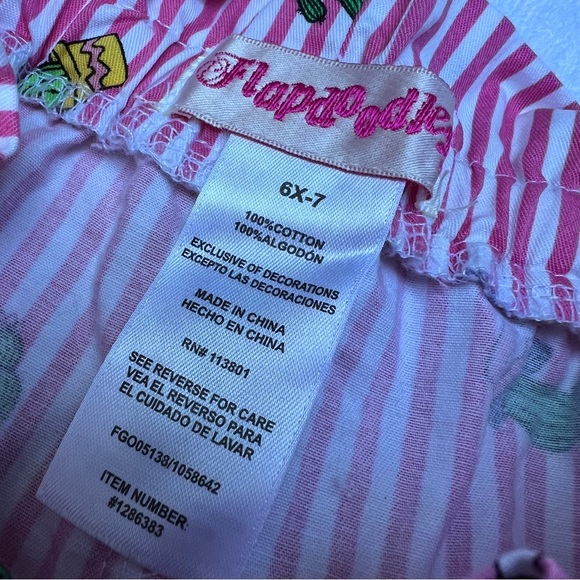 Flapdoodles
6X-7
100%COTTON
100%ALGODÓN
EXCLUSIVE OF DECORATIONS
EXCEPTO LAS DECORACIONES
MADE IN CHINA
HECHO EN CHINA
RN# 113801
SEE REVERSE FOR CARE
VEA EL REVERSO PARA
EL CUIDADO DE LAVAR
FGO05138/1058642
ITEM NUMBER
#1286383